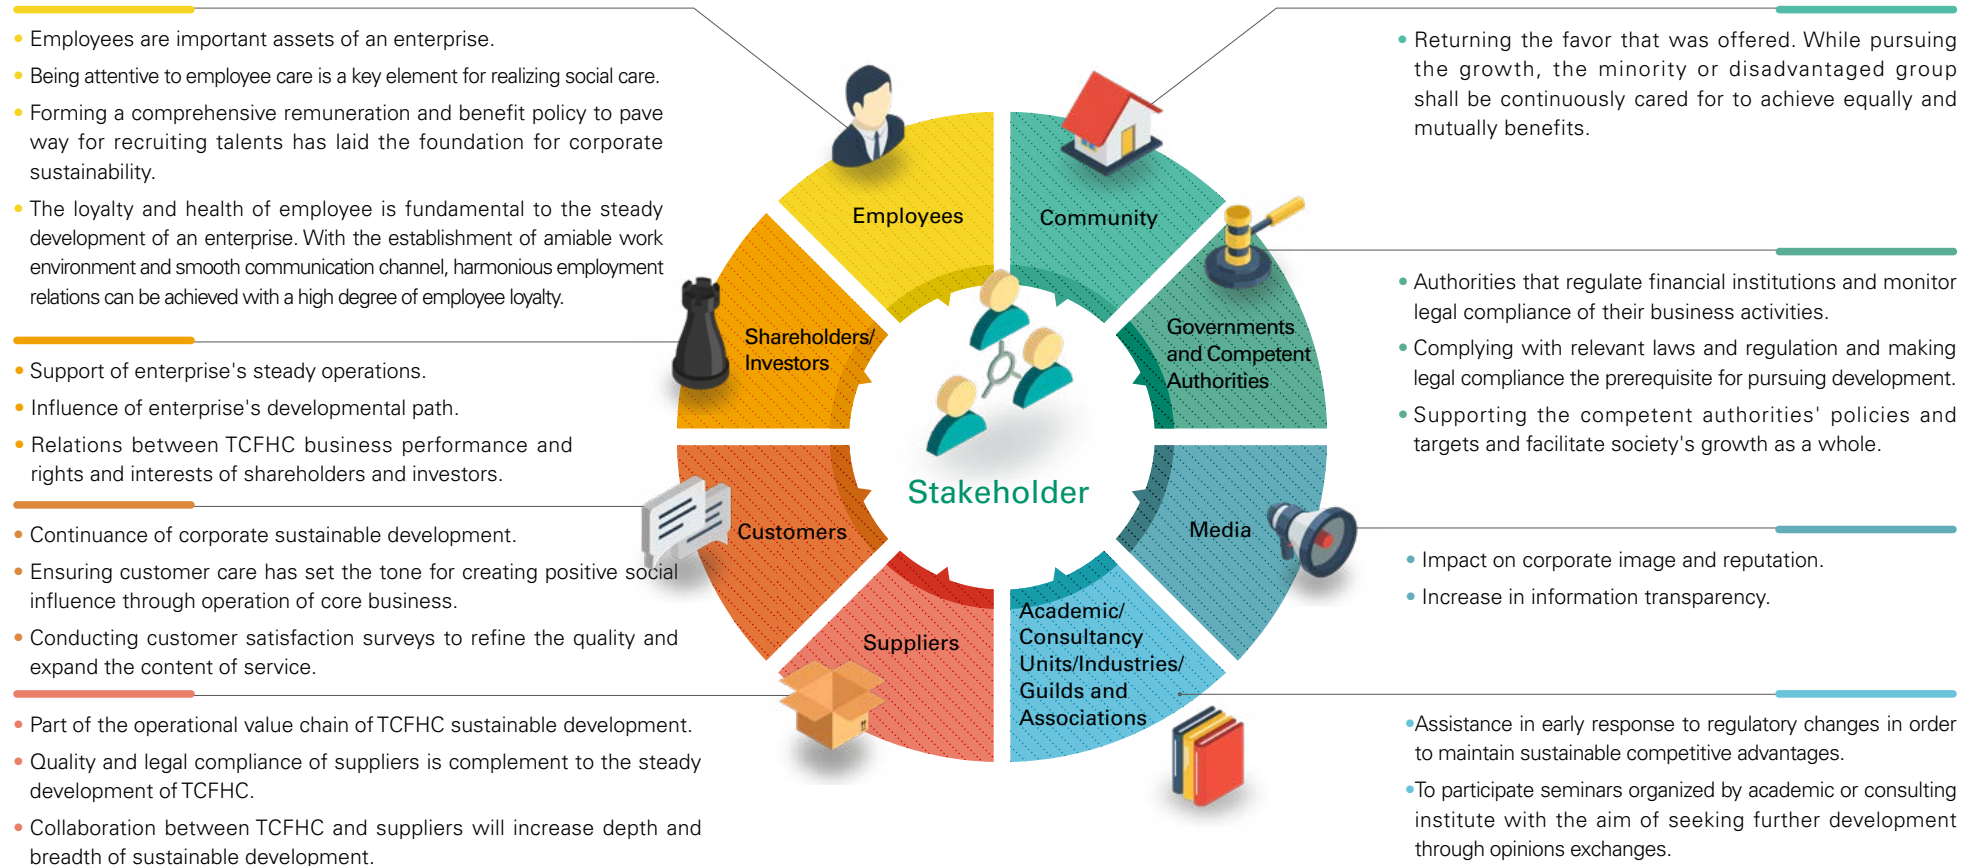 • Employees are important assets of an enterprise.
• Being attentive to employee care is a key element for realizing social care.
• Forming a comprehensive remuneration and benefit policy to pave
way for recruiting talents has laid the foundation for corporate
sustainability.
• The loyalty and health of employee is fundamental to the steady
development of an enterprise. With the establishment of amiable work
environment and smooth communication channel, harmonious employment
relations can be achieved with a high degree of employee loyalty.
• Support of enterprise's steady operations.
• Influence of enterprise's developmental path.
• Relations between TCFHC business performance and
rights and interests of shareholders and investors.
• Continuance of corporate sustainable development.
• Ensuring customer care has set the tone for creating positive social
influence through operation of core business.
• Conducting customer satisfaction surveys to refine the quality and
expand the content of service.
• Part of the operational value chain of TCFHC sustainable development.
• Quality and legal compliance of suppliers is complement to the steady
development of TCFHC.
• Collaboration between TCFHC and suppliers will increase depth and
breadth of sustainable development.
Employees
Community
Shareholders/
Investors
Governments
and Competent
Authorities
Stakeholder
Customers
Media
Suppliers
Academic/
Consultancy
Units/Industries/
Guilds and
Associations
• Returning the favor that was offered. While pursuing
the growth, the minority or disadvantaged group
shall be continuously cared for to achieve equally and
mutually benefits.
• Authorities that regulate financial institutions and monitor
legal compliance of their business activities.
• Complying with relevant laws and regulation and making
legal compliance the prerequisite for pursuing development.
• Supporting the competent authorities' policies and
targets and facilitate society's growth as a whole.
• Impact on corporate image and reputation.
• Increase in information transparency.
•Assistance in early response to regulatory changes in order
to maintain sustainable competitive advantages.
•To participate seminars organized by academic or consulting
institute with the aim of seeking further development
through opinions exchanges.